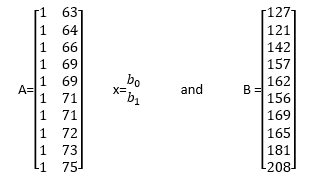 1 63 127
1 64 121
1 66 142
1 69 157
A= 1 69 x= b₀ and B = 162
1 71 b₁ 156
1 71 169
1 72 165
1 73 181
1 75 208